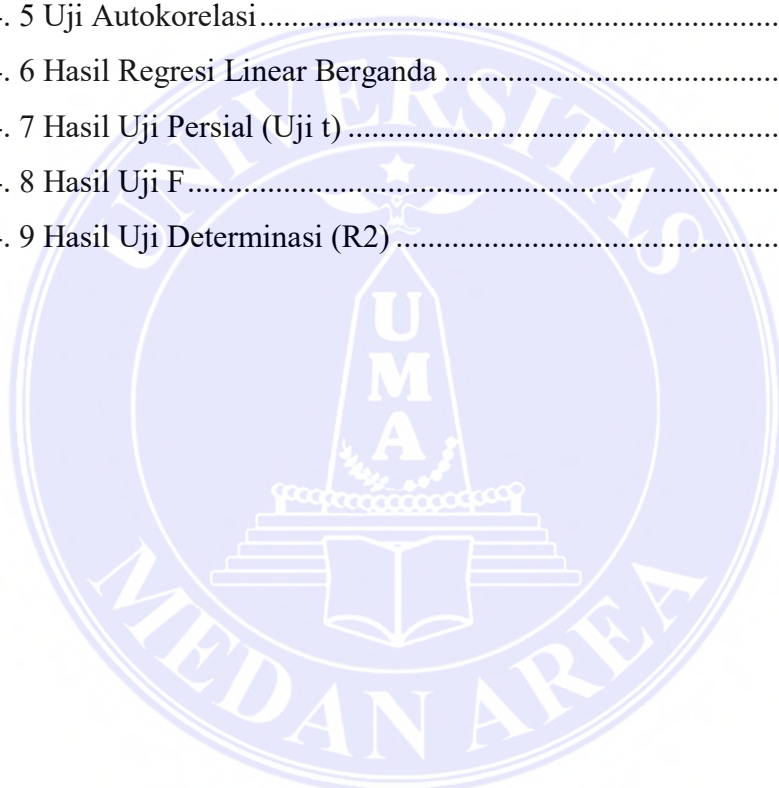 . 5 Uji Autokorelasi
. 6 Hasil Regresi Linear Berganda
. 7 Hasil Uji Persial (Uji t)
. 8 Hasil Uji F
. 9 Hasil Uji Determinasi (R2)
UNIVERSITAS
UMA
MEDAN AREA